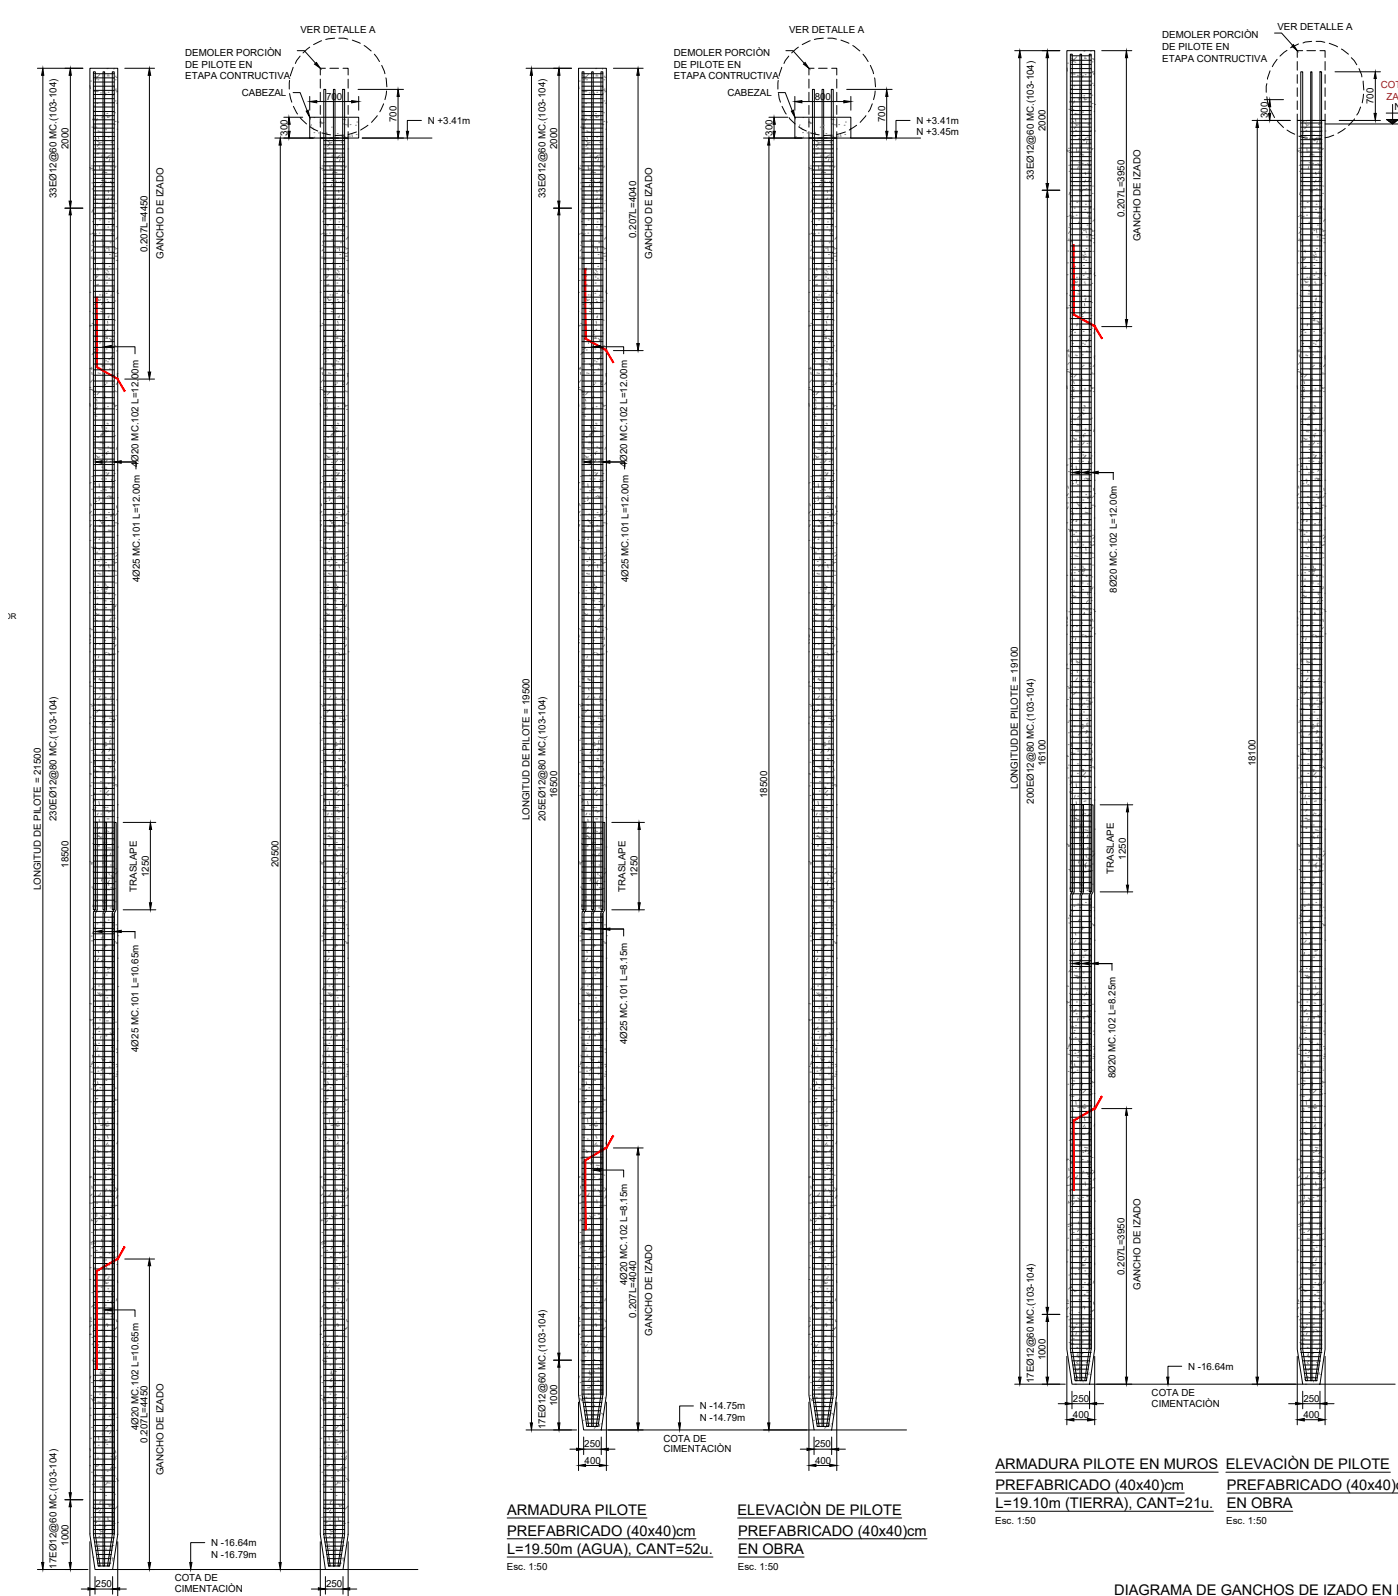 VER DETALLE A
DEMOLER PORCIÒN
DE PILOTE EN
ETAPA CONTRUCTIVA
CABEZAL
700
300
700
N +3.41m
33EØ12@60 MC.(103-104)
2000
0.207L=4450
GANCHO DE IZADO
4Ø20 MC.102 L=12.00m
4Ø25 MC.101 L=12.00m
LONGITUD DE PILOTE = 21500
230EØ12@80 MC.(103-104)
18500
TRASLAPE
1250
20500
4Ø25 MC.101 L=10.65m
4Ø20 MC.102 L=10.65m
0.207L=4450
GANCHO DE IZADO
17EØ12@60 MC.(103-104)
1000
N -16.64m
N -16.79m
COTA DE
CIMENTACIÒN
250
250
VER DETALLE A
DEMOLER PORCIÒN
DE PILOTE EN
ETAPA CONTRUCTIVA
CABEZAL
800
300
700
N +3.41m
N +3.45m
33EØ12@60 MC.(103-104)
2000
0.207L=4040
GANCHO DE IZADO
4Ø20 MC.102 L=12.00m
4Ø25 MC.101 L=12.00m
LONGITUD DE PILOTE = 19500
205EØ12@80 MC.(103-104)
16500
TRASLAPE
1250
18500
4Ø25 MC.101 L=8.15m
4Ø20 MC.102 L=8.15m
0.207L=4040
GANCHO DE IZADO
17EØ12@60 MC.(103-104)
1000
N -14.75m
N -14.79m
COTA DE
CIMENTACIÒN
250
400
250
400
ARMADURA PILOTE
PREFABRICADO (40x40)cm
L=19.50m (AGUA), CANT=52u.
Esc. 1:50
ELEVACIÒN DE PILOTE
PREFABRICADO (40x40)cm
EN OBRA
Esc. 1:50
VER DETALLE A
DEMOLER PORCIÒN
DE PILOTE EN
ETAPA CONTRUCTIVA
300
700
33EØ12@60 MC.(103-104)
2000
0.207L=3950
GANCHO DE IZADO
8Ø20 MC.102 L=12.00m
LONGITUD DE PILOTE = 19100
200EØ12@80 MC.(103-104)
16100
TRASLAPE
1250
18100
8Ø20 MC.102 L=8.25m
0.207L=3950
GANCHO DE IZADO
17EØ12@60 MC.(103-104)
1000
N -16.64m
COTA DE
CIMENTACIÒN
250
400
250
400
ARMADURA PILOTE EN MUROS
PREFABRICADO (40x40)cm
L=19.10m (TIERRA), CANT=21u.
Esc. 1:50
ELEVACIÒN DE PILOTE
PREFABRICADO (40x40)
EN OBRA
Esc. 1:50
DIAGRAMA DE GANCHOS DE IZADO EN